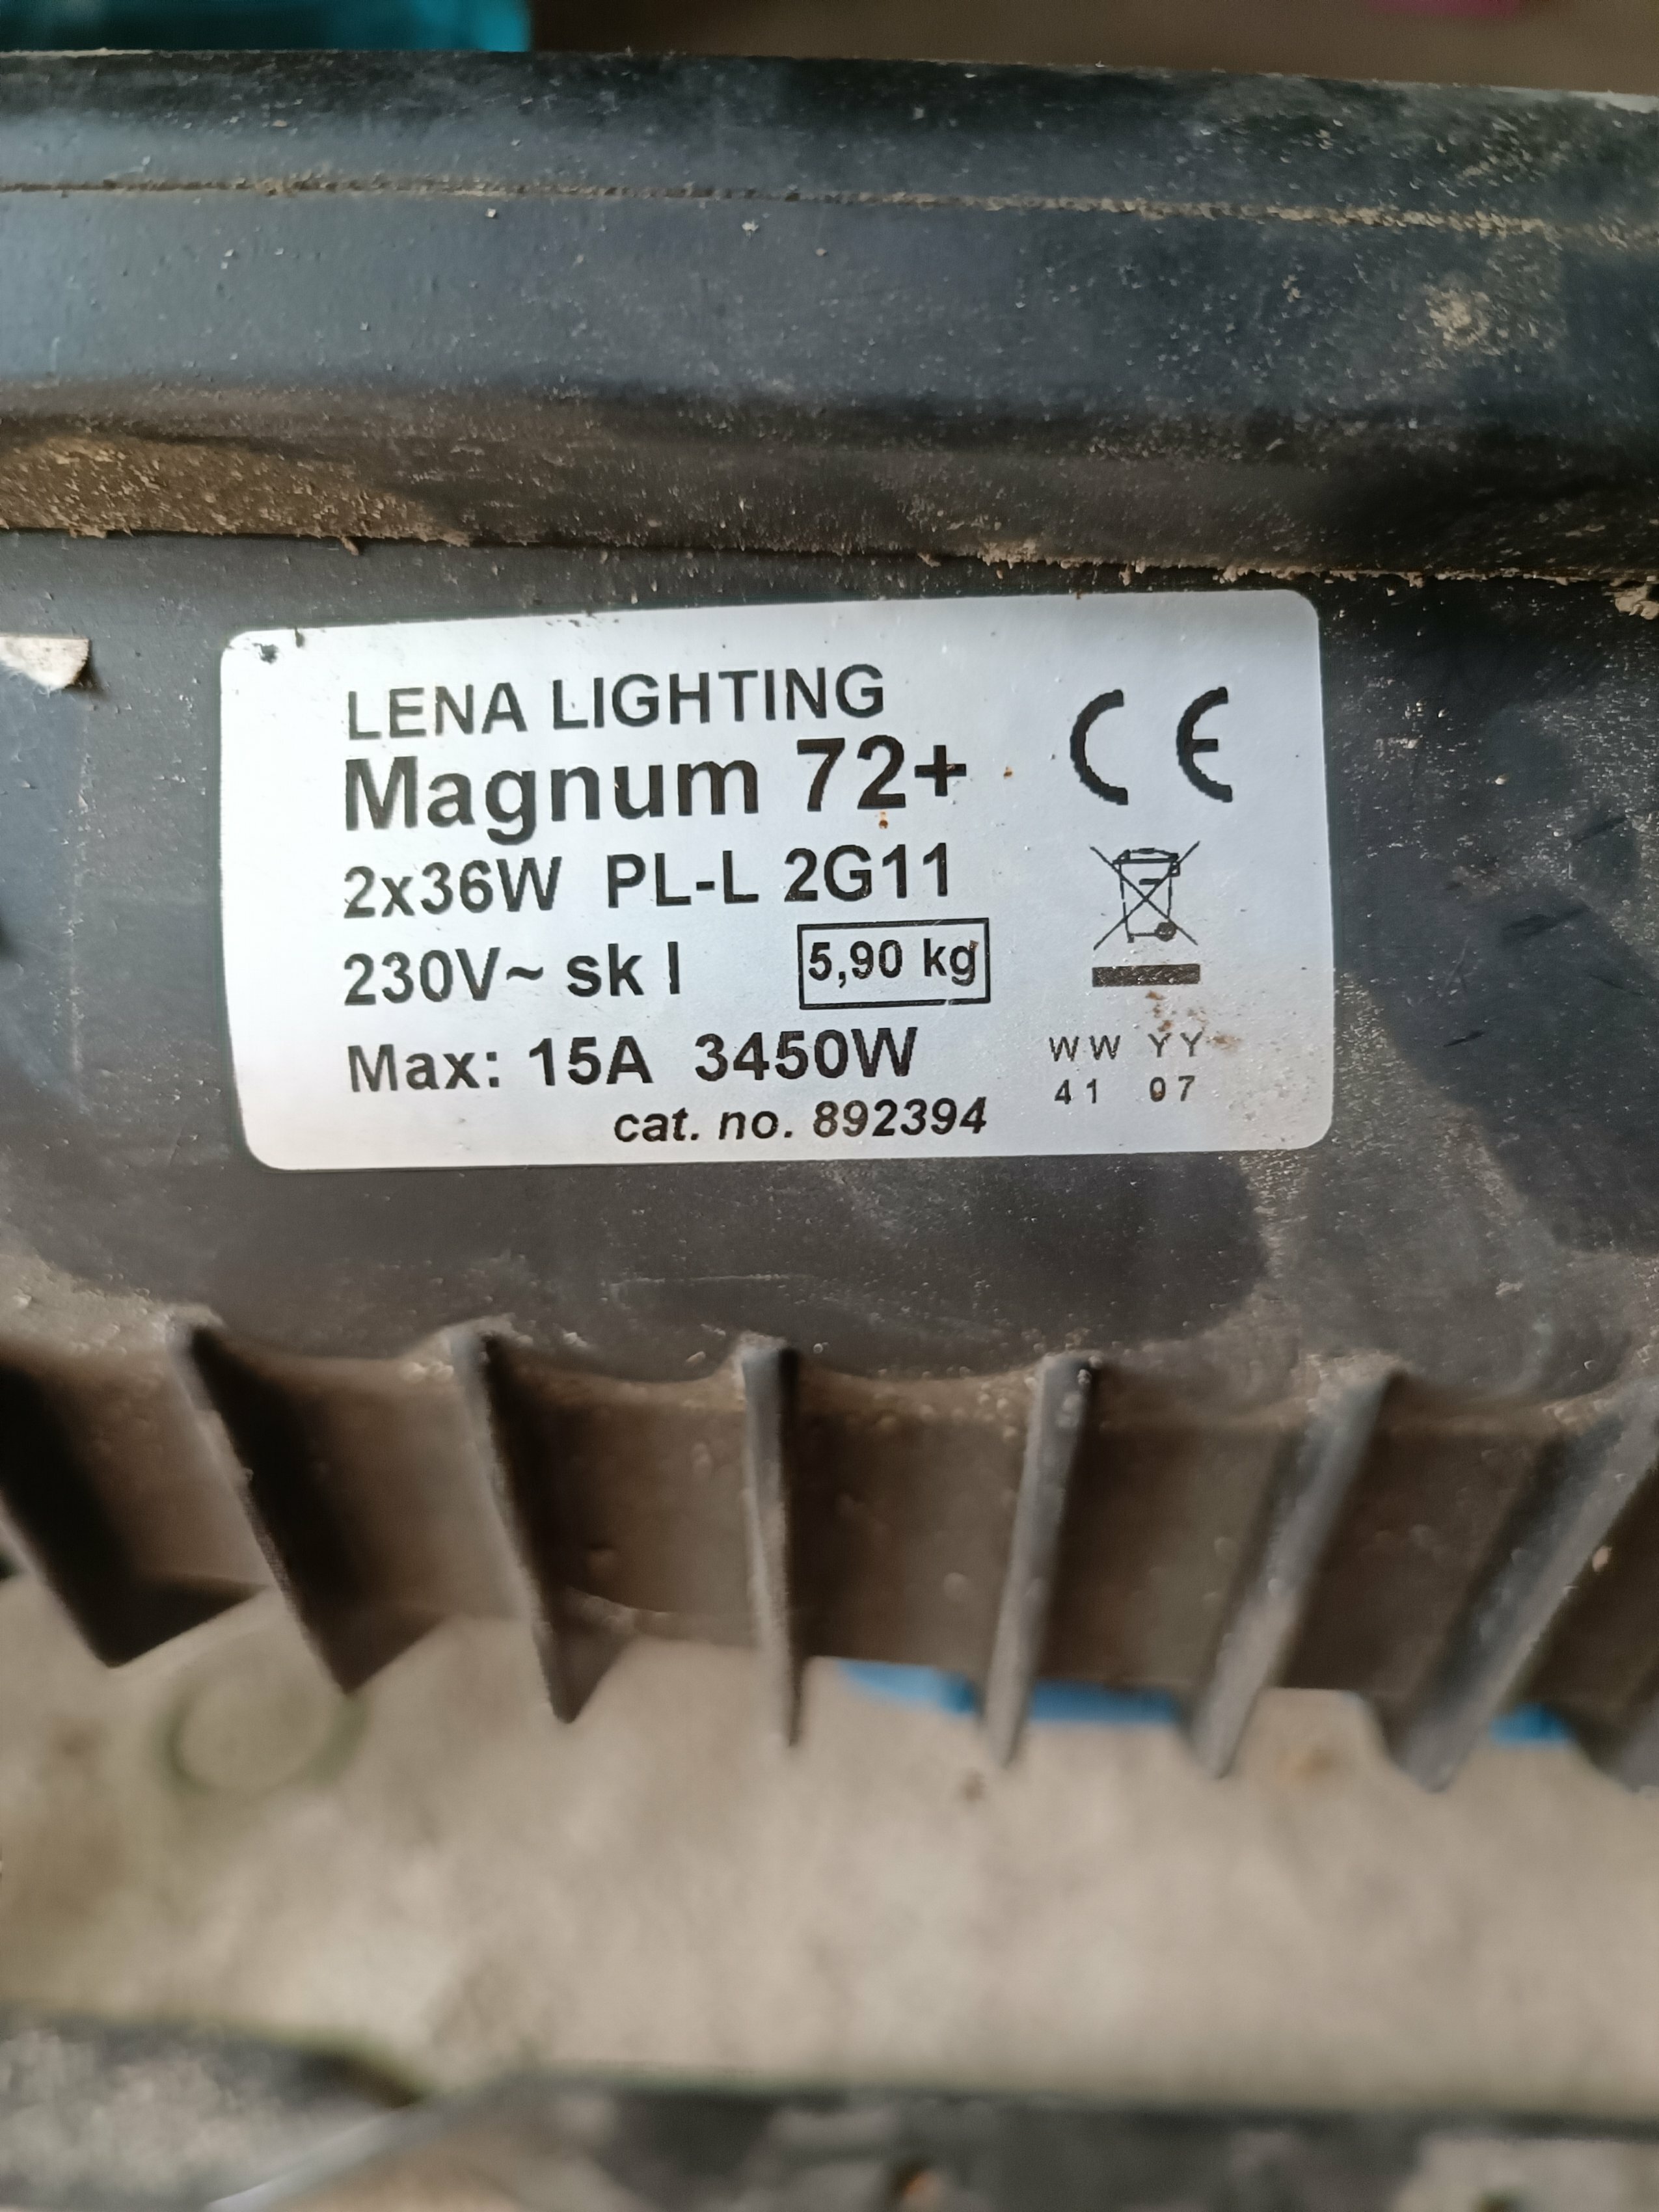 LENA LIGHTING
Magnum 72+
2x36W PL-L 2G11
230V~ sk I
5,90 kg
Max: 15A 3450W
cat. no. 892394
CE
WW YY
41 07